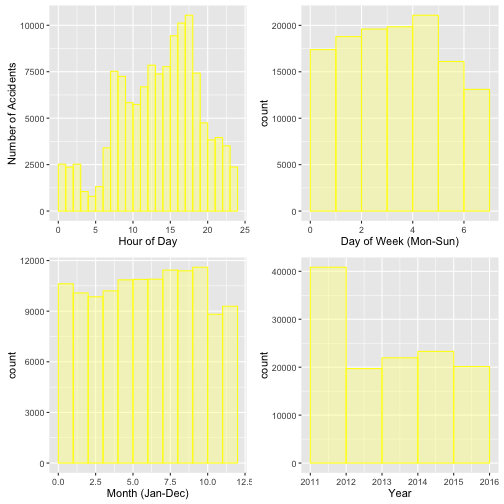 10000
7500
5000
2500
0
Number of Accidents
0 5 10 15 20 25
Hour of Day
20000
15000
10000
5000
0
count
0 2 4 6
Day of Week (Mon-Sun)
12000
9000
6000
3000
0
count
0.0 2.5 5.0 7.5 10.0 12.5
Month (Jan-Dec)
40000
30000
20000
10000
0
count
2011 2012 2013 2014 2015 2016
Year